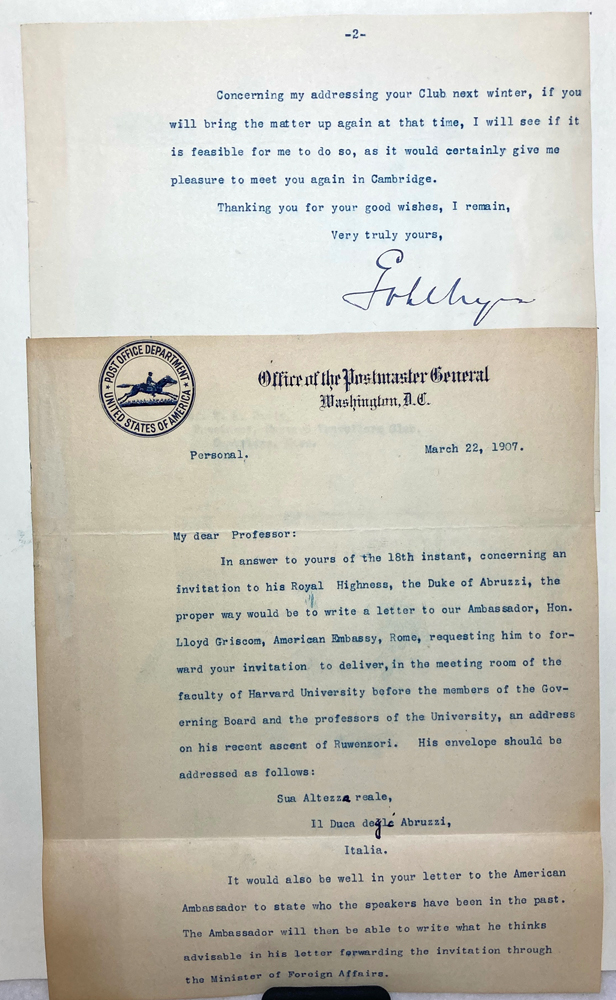 -2-
Concerning my addressing your Club next winter, if you
will bring the matter up again at that time, I will see if it
is feasible for me to do so, as it would certainly give me
pleasure to meet you again in Cambridge.
Thanking you for your good wishes, I remain,
Very truly yours,
POST OFFICE DEPARTMENT
UNITED STATES OF AMERICA
Office of the Postmaster General
Washington, D.C.
Personal.
March 22, 1907.
My dear Professor:
In answer to yours of the 18th instant, concerning an
invitation to his Royal Highness, the Duke of Abruzzi, the
proper way would be to write a letter to our Ambassador, Hon.
Lloyd Griscom, American Embassy, Rome, requesting him to for-
ward your invitation to deliver, in the meeting room of the
faculty of Harvard University before the members of the Gov-
erning Board and the professors of the University, an address
on his recent ascent of Ruwenzori. His envelope should be
addressed as follows:
Sua Altezza reale,
Il Duca degli Abruzzi,
Italia.
It would also be well in your letter to the American
Ambassador to state who the speakers have been in the past.
The Ambassador will then be able to write what he thinks
advisable in his letter forwarding the invitation through
the Minister of Foreign Affairs.